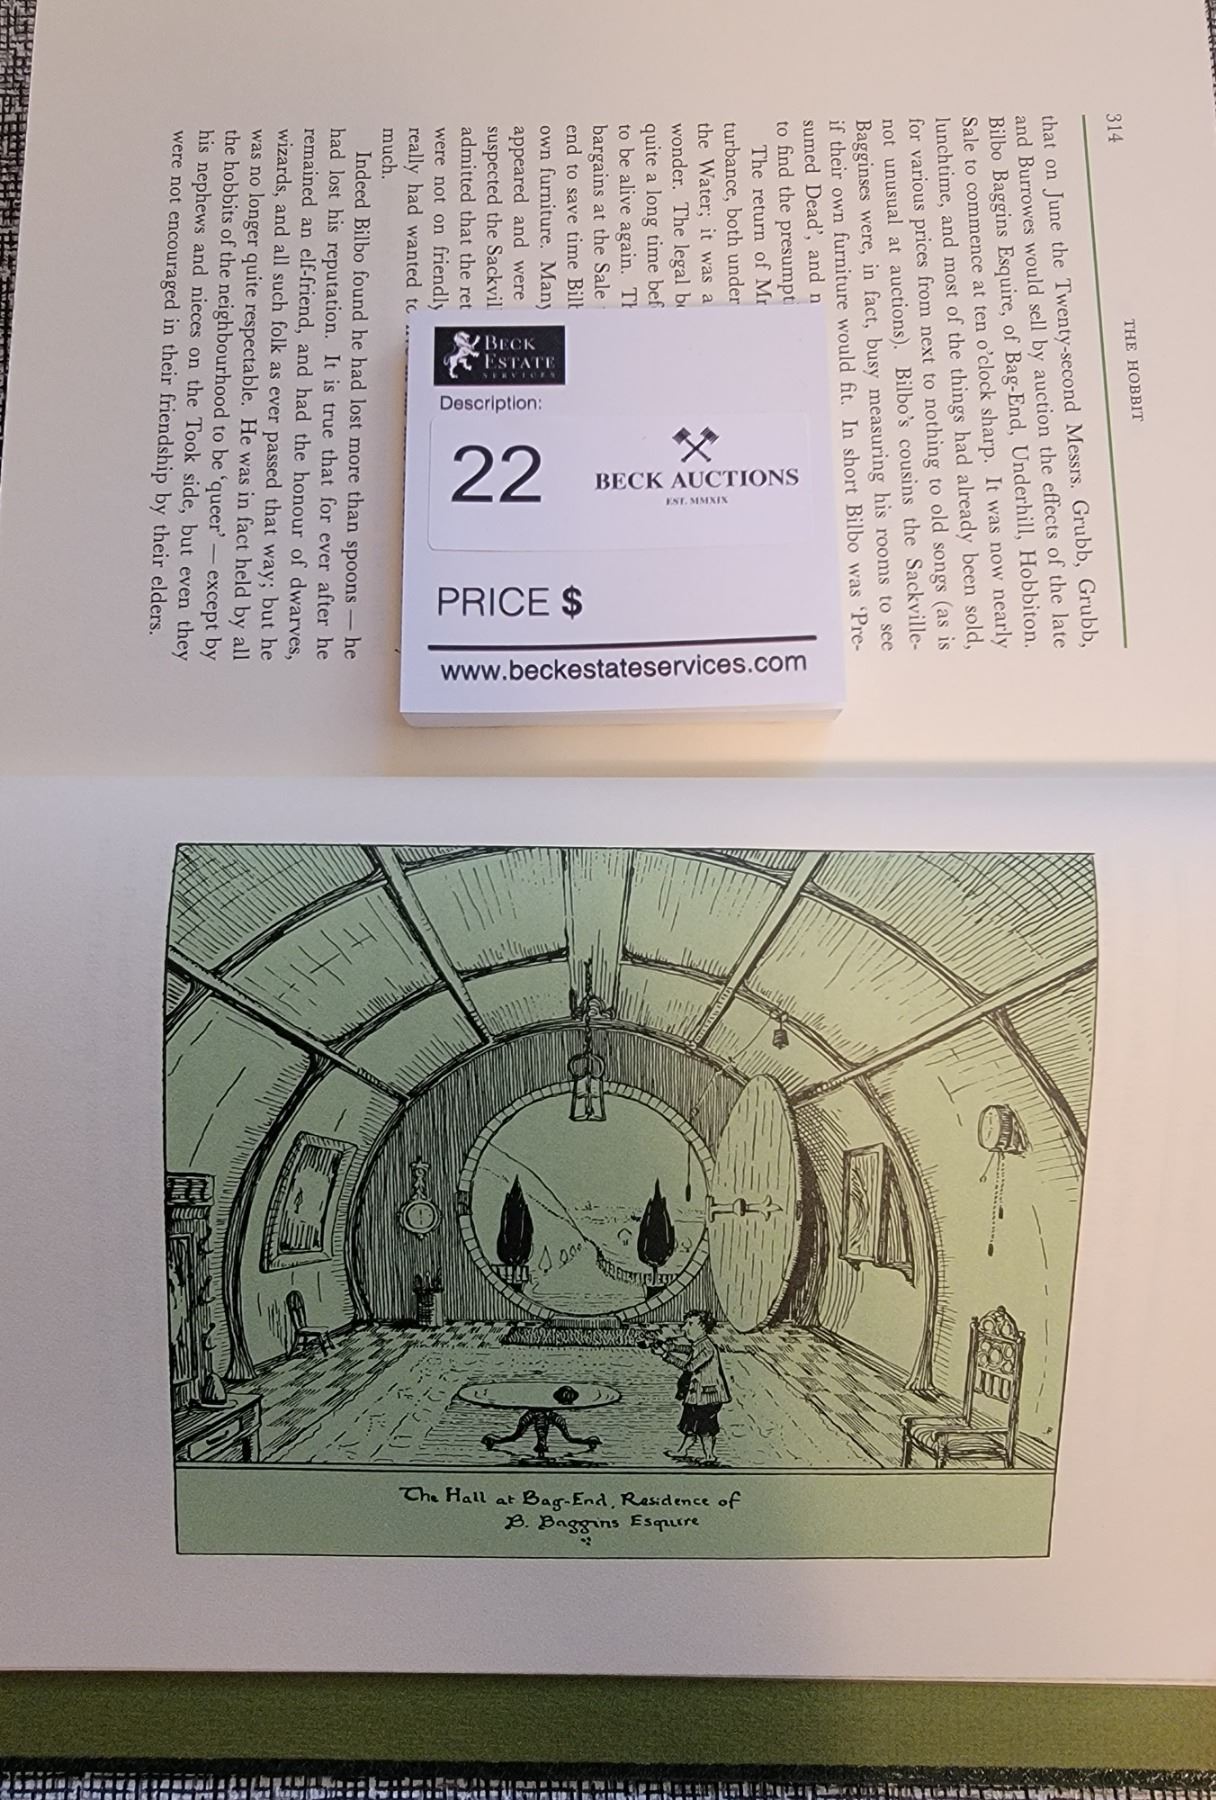 314
THE HOBBIT
that on June the Twenty-second Messrs. Grubb, Grubb,
and Burrowes would sell by auction the effects of the late
Bilbo Baggins Esquire, of Bag-End, Underhill, Hobbiton.
Sale to commence at ten o'clock sharp. It was now nearly
lunchtime, and most of the things had already been sold,
for various prices from next to nothing to old songs (as is
not unusual at auctions). Bilbo's cousins the Sackville-
Bagginses were, in fact, busy measuring his rooms to see
if their own furniture would fit. In short Bilbo was 'Pre-
sumed Dead', and
to find the
The return of Mr
turbance, both under
the Water; it was a
wonder. The legal
quite a long time
to be alive again.
bargains at the Sale
end to save time
own furniture. Many
appeared and were
suspected the
admitted that the
were not on friendly
really had wanted
much.
Indeed Bilbo found he had lost more than spoons — he
had lost his reputation. It is true that for ever after he
remained an elf-friend, and had the honour of dwarves,
wizards, and all such folk as ever passed that way; but he
was no longer quite respectable. He was in fact held by all
the hobbits of the neighbourhood to be 'queer' — except by
his nephews and nieces on the Took side, but even they
were not encouraged in their friendship by their elders.
BECK
ESTATE
SERVICES
Description:
22
BECK AUCTIONS
EST. MMXIX
PRICE $
www.beckestateservices.com
The Hall at Bag-End, Residence of
B. Baggins Esquire